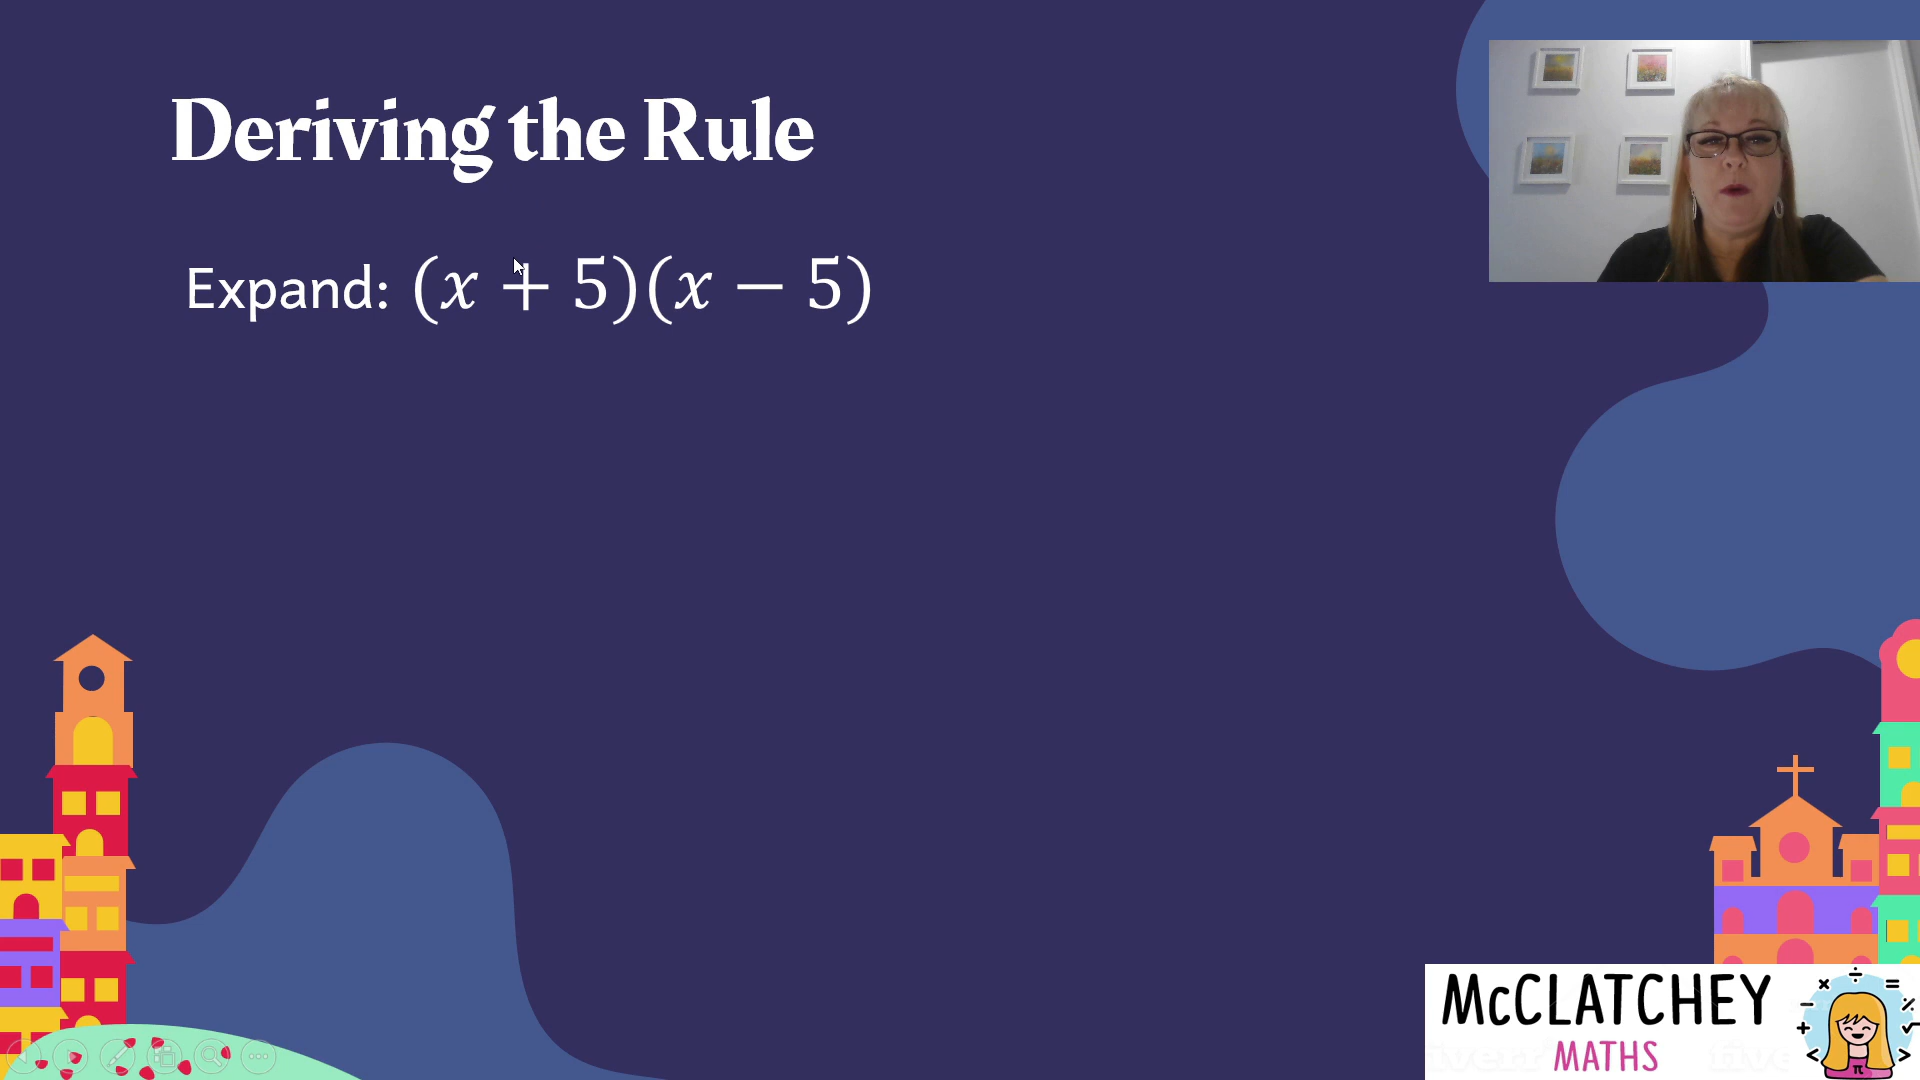 Deriving the Rule
Expand: (x + 5)(x − 5)
McCLATCHEY
MATHS